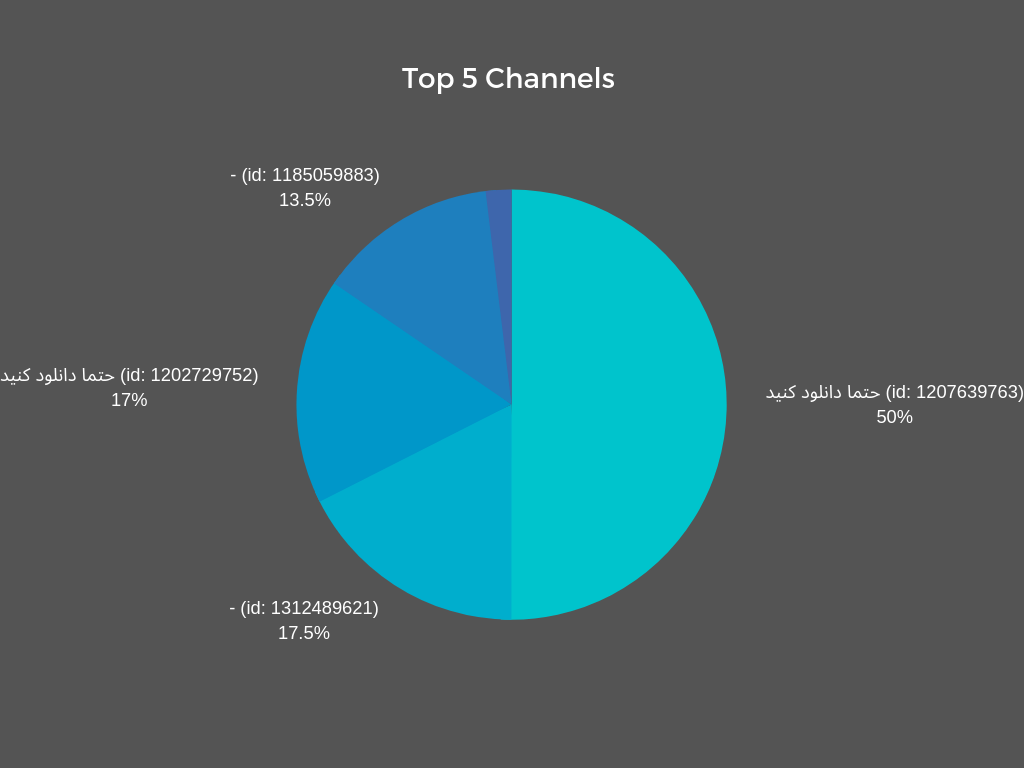 Top 5 Channels
- (id: 1185059883)
13.5%
حتما دانلود کنید (id: 1202729752)
17%
حتما دانلود کنید (id: 1207639763)
50%
- (id: 1312489621)
17.5%